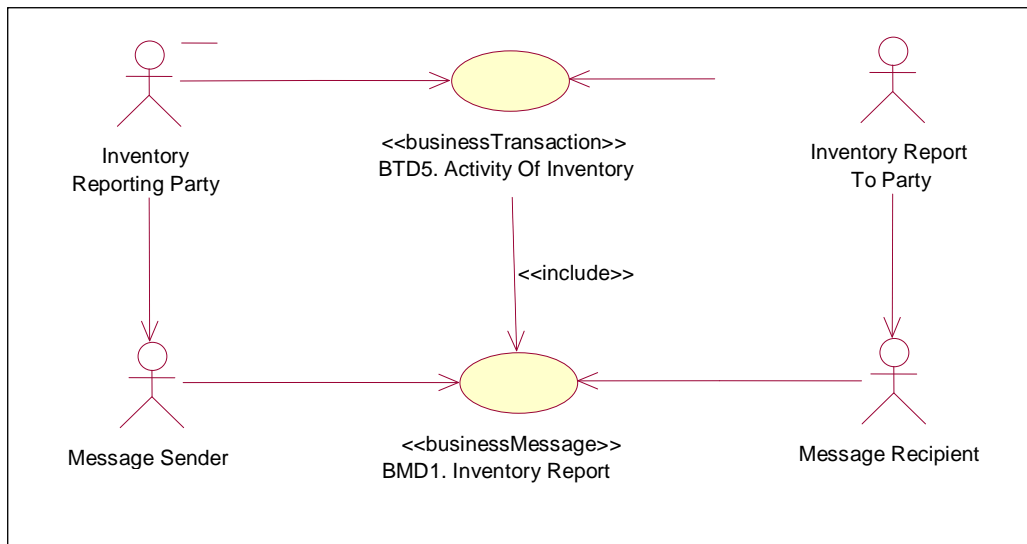 <<businessTransaction>>
BTD5. Activity Of Inventory
Inventory
Reporting Party
Inventory Report
To Party
<<include>>
Message Sender
<<businessMessage>>
BMD1. Inventory Report
Message Recipient